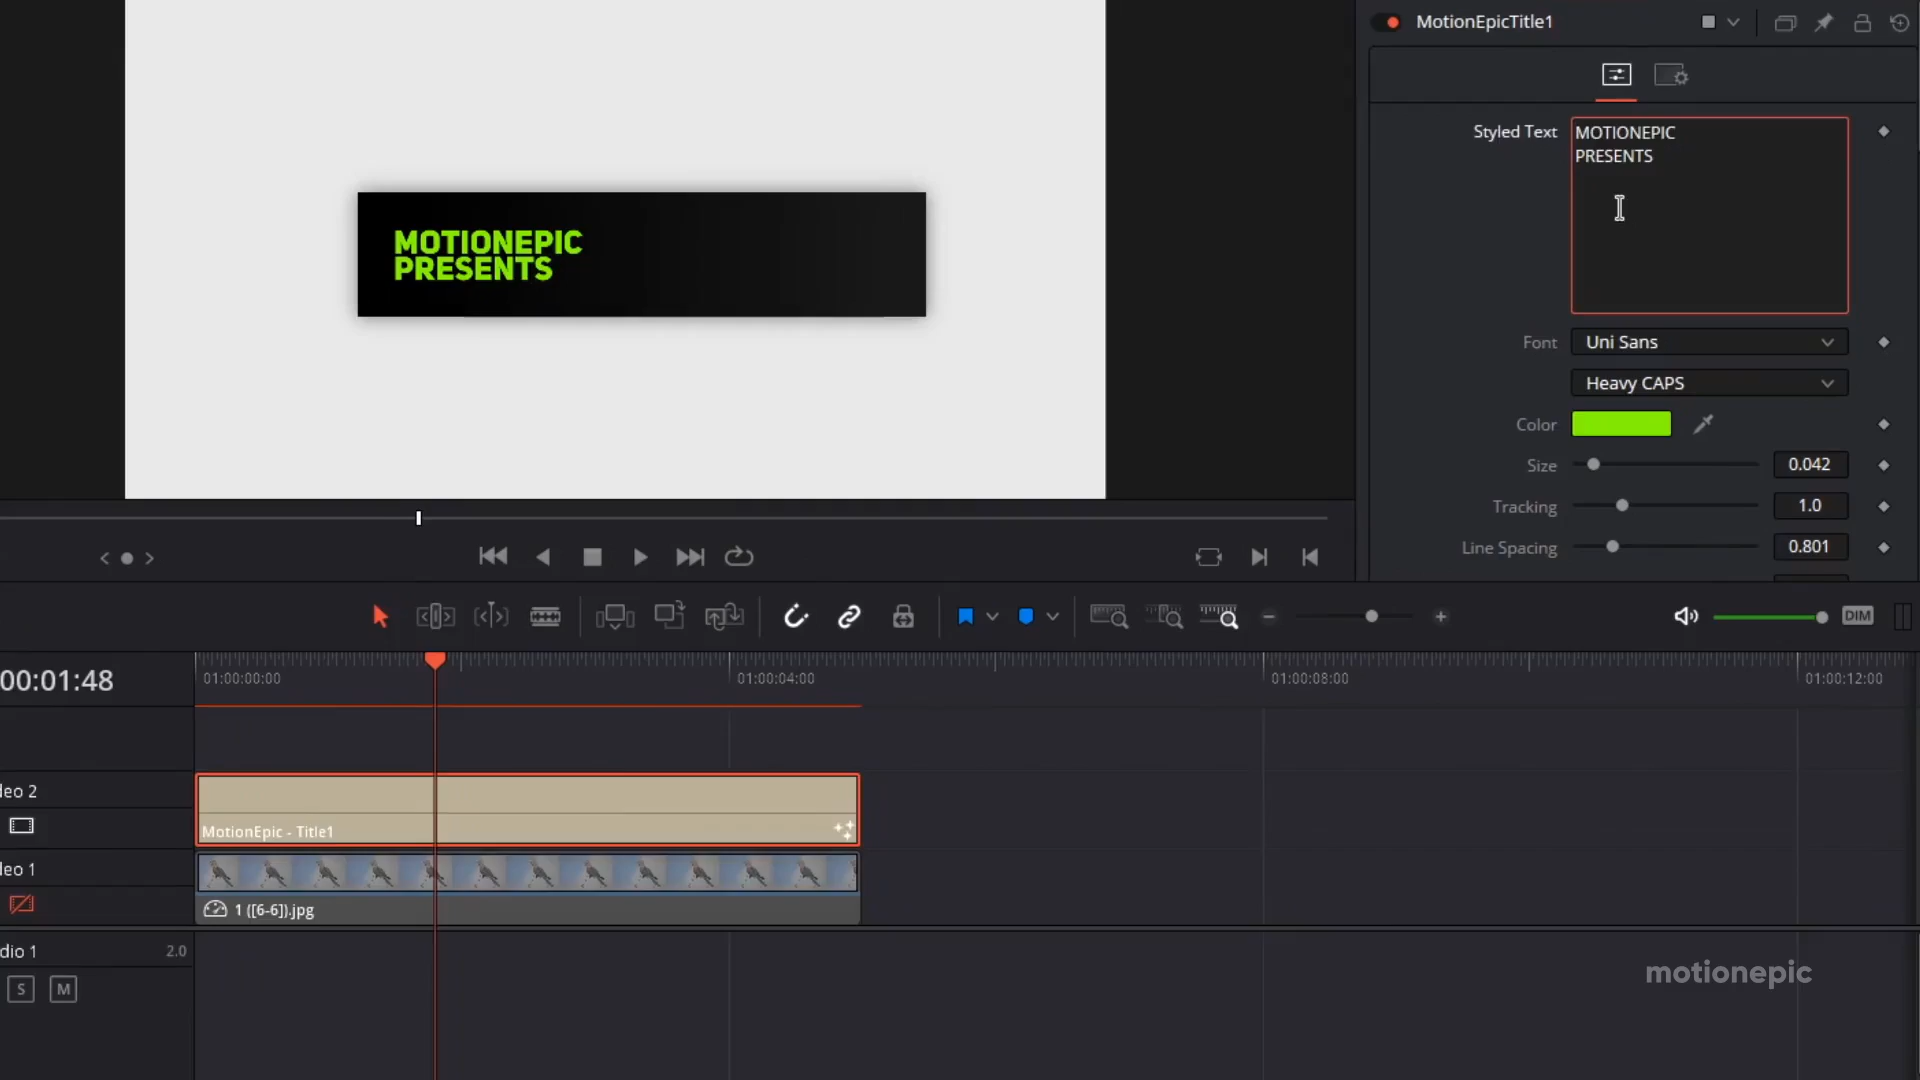 MotionEpicTitle1
Styled Text
MOTIONEPIC
PRESENTS
MOTIONEPIC
PRESENTS
Font
Uni Sans
Heavy CAPS
Color
Size
0.042
Tracking
1.0
Line Spacing
0.801
DIM
00:01:48
01:00:00:00
01:00:04:00
01:00:08:00
01:00:12:00
deo 2
MotionEpic - Title1
deo 1
1 ([6-6]).jpg
dio 1
2.0
S
M
motionepic